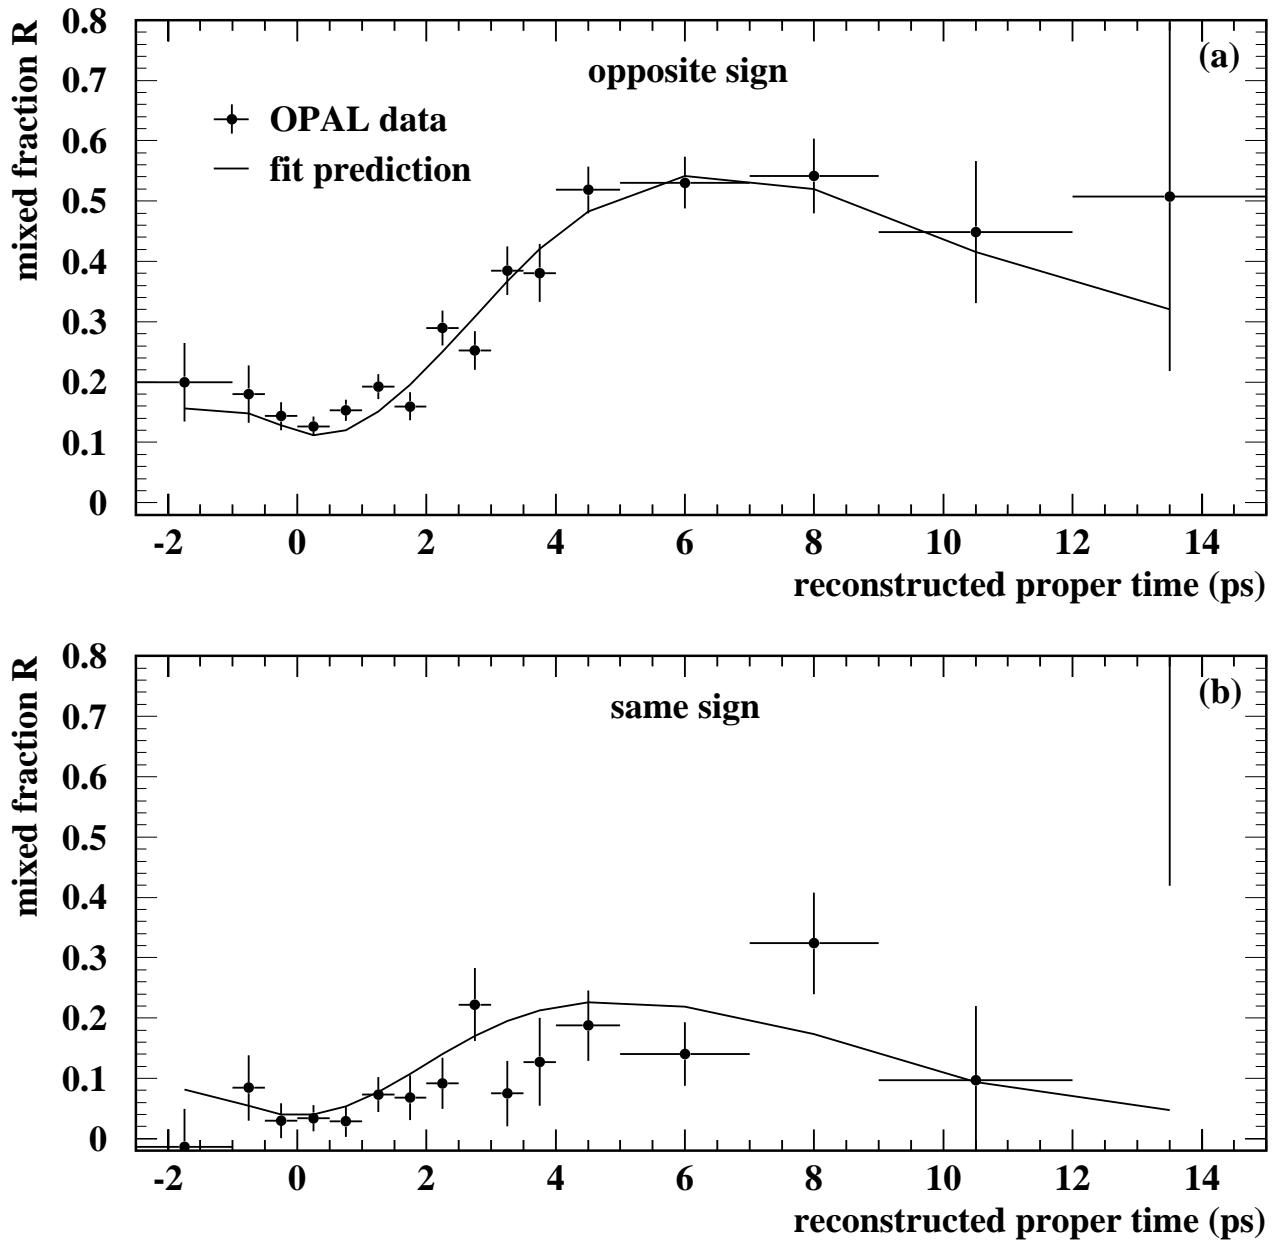 mixed fraction R
0.8
0.7
0.6
0.5
0.4
0.3
0.2
0.1
0
(a)
opposite sign
OPAL data
fit prediction
-2 0 2 4 6 8 10 12 14
reconstructed proper time (ps)
mixed fraction R
0.8
0.7
0.6
0.5
0.4
0.3
0.2
0.1
0
(b)
same sign
-2 0 2 4 6 8 10 12 14
reconstructed proper time (ps)